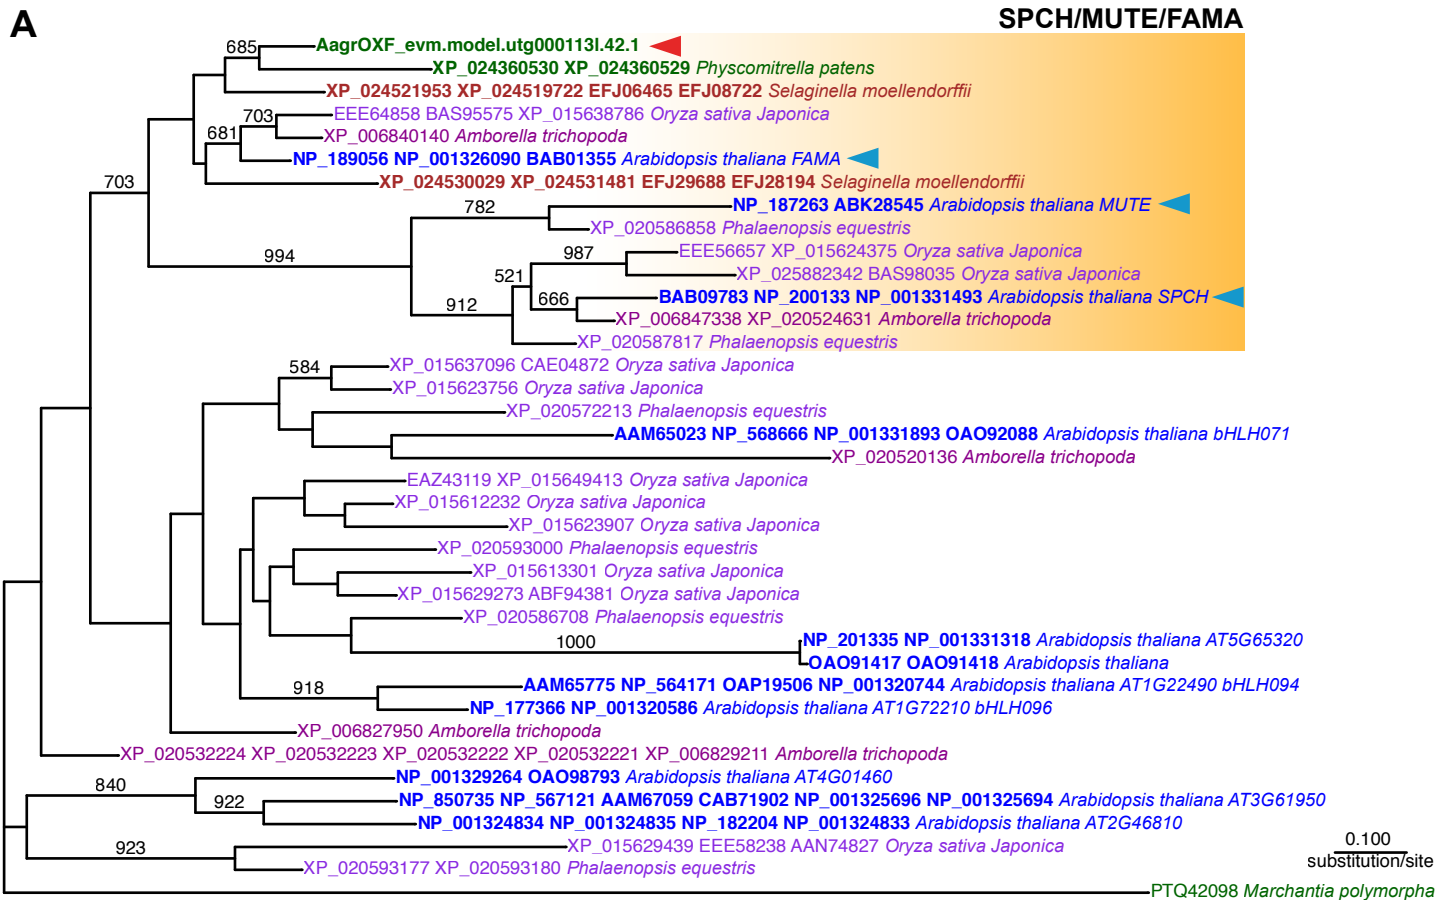 A
SPCH/MUTE/FAMA
685
AagrOXF_evm.model.utg000113l.42.1
XP_024360530 XP_024360529 Physcomitrella patens
XP_024521953 XP_024519722 EFJ06465 EFJ08722 Selaginella moellendorffii
703
EEE64858 BAS95575 XP_015638786 Oryza sativa Japonica
681
XP_006840140 Amborella trichopoda
NP_189056 NP_001326090 BAB01355 Arabidopsis thaliana FAMA
703
XP_024530029 XP_024531481 EFJ29688 EFJ28194 Selaginella moellendorffii
782
NP_187263 ABK28545 Arabidopsis thaliana MUTE
XP_020586858 Phalaenopsis equestris
994
987
EEE56657 XP_015624375 Oryza sativa Japonica
521
XP_025882342 BAS98035 Oryza sativa Japonica
912
666
BAB09783 NP_200133 NP_001331493 Arabidopsis thaliana SPCH
XP_006847338 XP_020524631 Amborella trichopoda
XP_020587817 Phalaenopsis equestris
584
XP_015637096 CAE04872 Oryza sativa Japonica
XP_015623756 Oryza sativa Japonica
XP_020572213 Phalaenopsis equestris
AAM65023 NP_568666 NP_001331893 OAO92088 Arabidopsis thaliana bHLH071
XP_020520136 Amborella trichopoda
EAZ43119 XP_015649413 Oryza sativa Japonica
XP_015612232 Oryza sativa Japonica
XP_015623907 Oryza sativa Japonica
XP_020593000 Phalaenopsis equestris
XP_015613301 Oryza sativa Japonica
XP_015629273 ABF94381 Oryza sativa Japonica
XP_020586708 Phalaenopsis equestris
1000
NP_201335 NP_001331318 Arabidopsis thaliana AT5G65320
OAO91417 OAO91418 Arabidopsis thaliana
918
AAM65775 NP_564171 OAP19506 NP_001320744 Arabidopsis thaliana AT1G22490 bHLH094
NP_177366 NP_001320586 Arabidopsis thaliana AT1G72210 bHLH096
XP_006827950 Amborella trichopoda
XP_020532224 XP_020532223 XP_020532222 XP_020532221 XP_006829211 Amborella trichopoda
840
NP_001329264 OAO98793 Arabidopsis thaliana AT4G01460
922
NP_850735 NP_567121 AAM67059 CAB71902 NP_001325696 NP_001325694 Arabidopsis thaliana AT3G61950
NP_001324834 NP_001324835 NP_182204 NP_001324833 Arabidopsis thaliana AT2G46810
923
XP_015629439 EEE58238 AAN74827 Oryza sativa Japonica
XP_020593177 XP_020593180 Phalaenopsis equestris
0.100
substitution/site
PTQ42098 Marchantia polymorpha